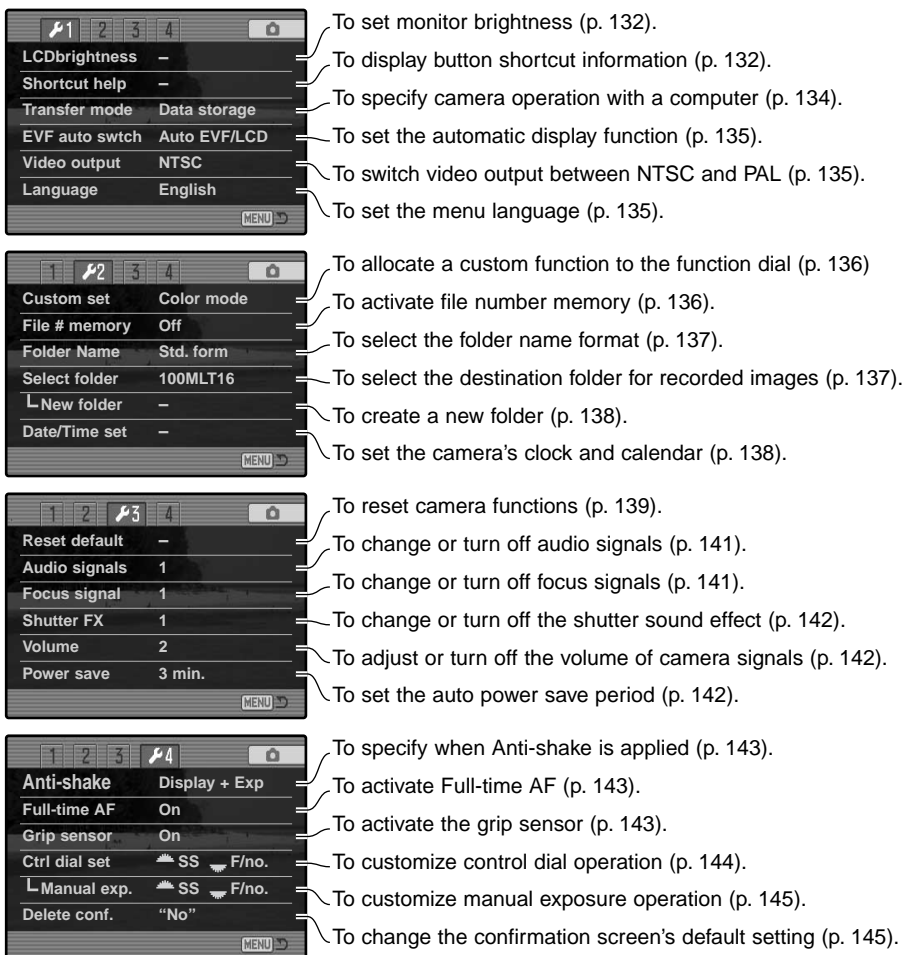 1 2 3 4
LCDbrightness – To set monitor brightness (p. 132).
Shortcut help – To display button shortcut information (p. 132).
Transfer mode Data storage To specify camera operation with a computer (p. 134).
EVF auto swtch Auto EVF/LCD To set the automatic display function (p. 135).
Video output NTSC To switch video output between NTSC and PAL (p. 135).
Language English To set the menu language (p. 135).
MENU
1 2 3 4
Custom set Color mode To allocate a custom function to the function dial (p. 136)
File # memory Off To activate file number memory (p. 136).
Folder Name Std. form To select the folder name format (p. 137).
Select folder 100MLT16 To select the destination folder for recorded images (p. 137).
New folder – To create a new folder (p. 138).
Date/Time set – To set the camera’s clock and calendar (p. 138).
MENU
1 2 3 4
Reset default – To reset camera functions (p. 139).
Audio signals 1 To change or turn off audio signals (p. 141).
Focus signal 1 To change or turn off focus signals (p. 141).
Shutter FX 1 To change or turn off the shutter sound effect (p. 142).
Volume 2 To adjust or turn off the volume of camera signals (p. 142).
Power save 3 min. To set the auto power save period (p. 142).
MENU
1 2 3 4
Anti-shake Display + Exp To specify when Anti-shake is applied (p. 143).
Full-time AF On To activate Full-time AF (p. 143).
Grip sensor On To activate the grip sensor (p. 143).
Ctrl dial set SS F/no. To customize control dial operation (p. 144).
Manual exp. SS F/no. To customize manual exposure operation (p. 145).
Delete conf. “No” To change the confirmation screen’s default setting (p. 145).
MENU